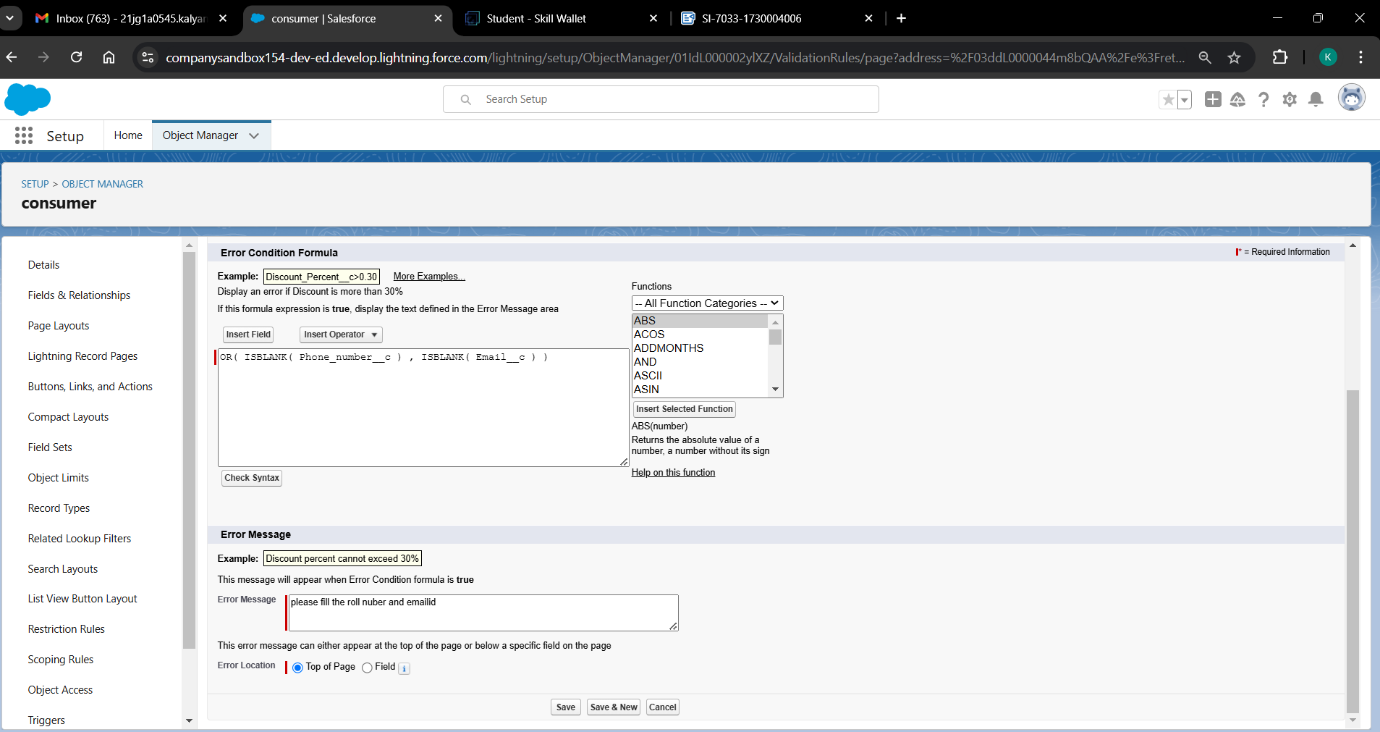 Inbox (763) - 21jg1a0545.kalyan
consumer | Salesforce
Student - Skill Wallet
SI-7033-1730004006
companysandbox154-dev-ed.develop.lightning.force.com/lightning/setup/ObjectManager/01IdL000002ylXZ/ValidationRules/page?address=%2F03ddL0000044m8bQAA%2Fe%3Fret...
K
Search Setup
Setup
Home
Object Manager
SETUP > OBJECT MANAGER
consumer
Details
Fields & Relationships
Page Layouts
Lightning Record Pages
Buttons, Links, and Actions
Compact Layouts
Field Sets
Object Limits
Record Types
Related Lookup Filters
Search Layouts
List View Button Layout
Restriction Rules
Scoping Rules
Object Access
Triggers
Error Condition Formula
= Required Information
Example: Discount_Percent__c>0.30 More Examples...
Display an error if Discount is more than 30%
If this formula expression is true, display the text defined in the Error Message area
Insert Field Insert Operator
OR( ISBLANK( Phone_number__c ) , ISBLANK( Email__c ) )
Check Syntax
Functions
-- All Function Categories --
ABS
ACOS
ADDMONTHS
AND
ASCII
ASIN
Insert Selected Function
ABS(number)
Returns the absolute value of a
number, a number without its sign
Help on this function
Error Message
Example: Discount percent cannot exceed 30%
This message will appear when Error Condition formula is true
Error Message please fill the roll nuber and emailid
This error message can either appear at the top of the page or below a specific field on the page
Error Location Top of Page Field i
Save Save & New Cancel